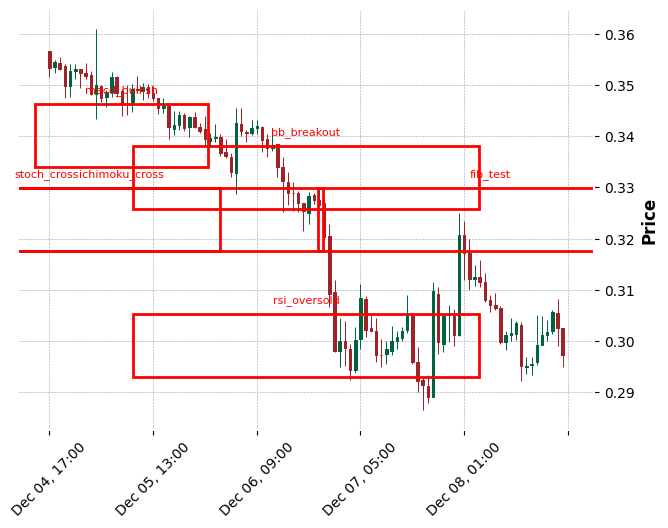 0.36
0.35
bb_breakout
0.34
stoch_crossichimoku_cross
fib_test
0.33
0.32
rsi_oversold
0.31
0.30
0.29
Price
Dec 04, 17:00
Dec 05, 13:00
Dec 06, 09:00
Dec 07, 05:00
Dec 08, 01:00